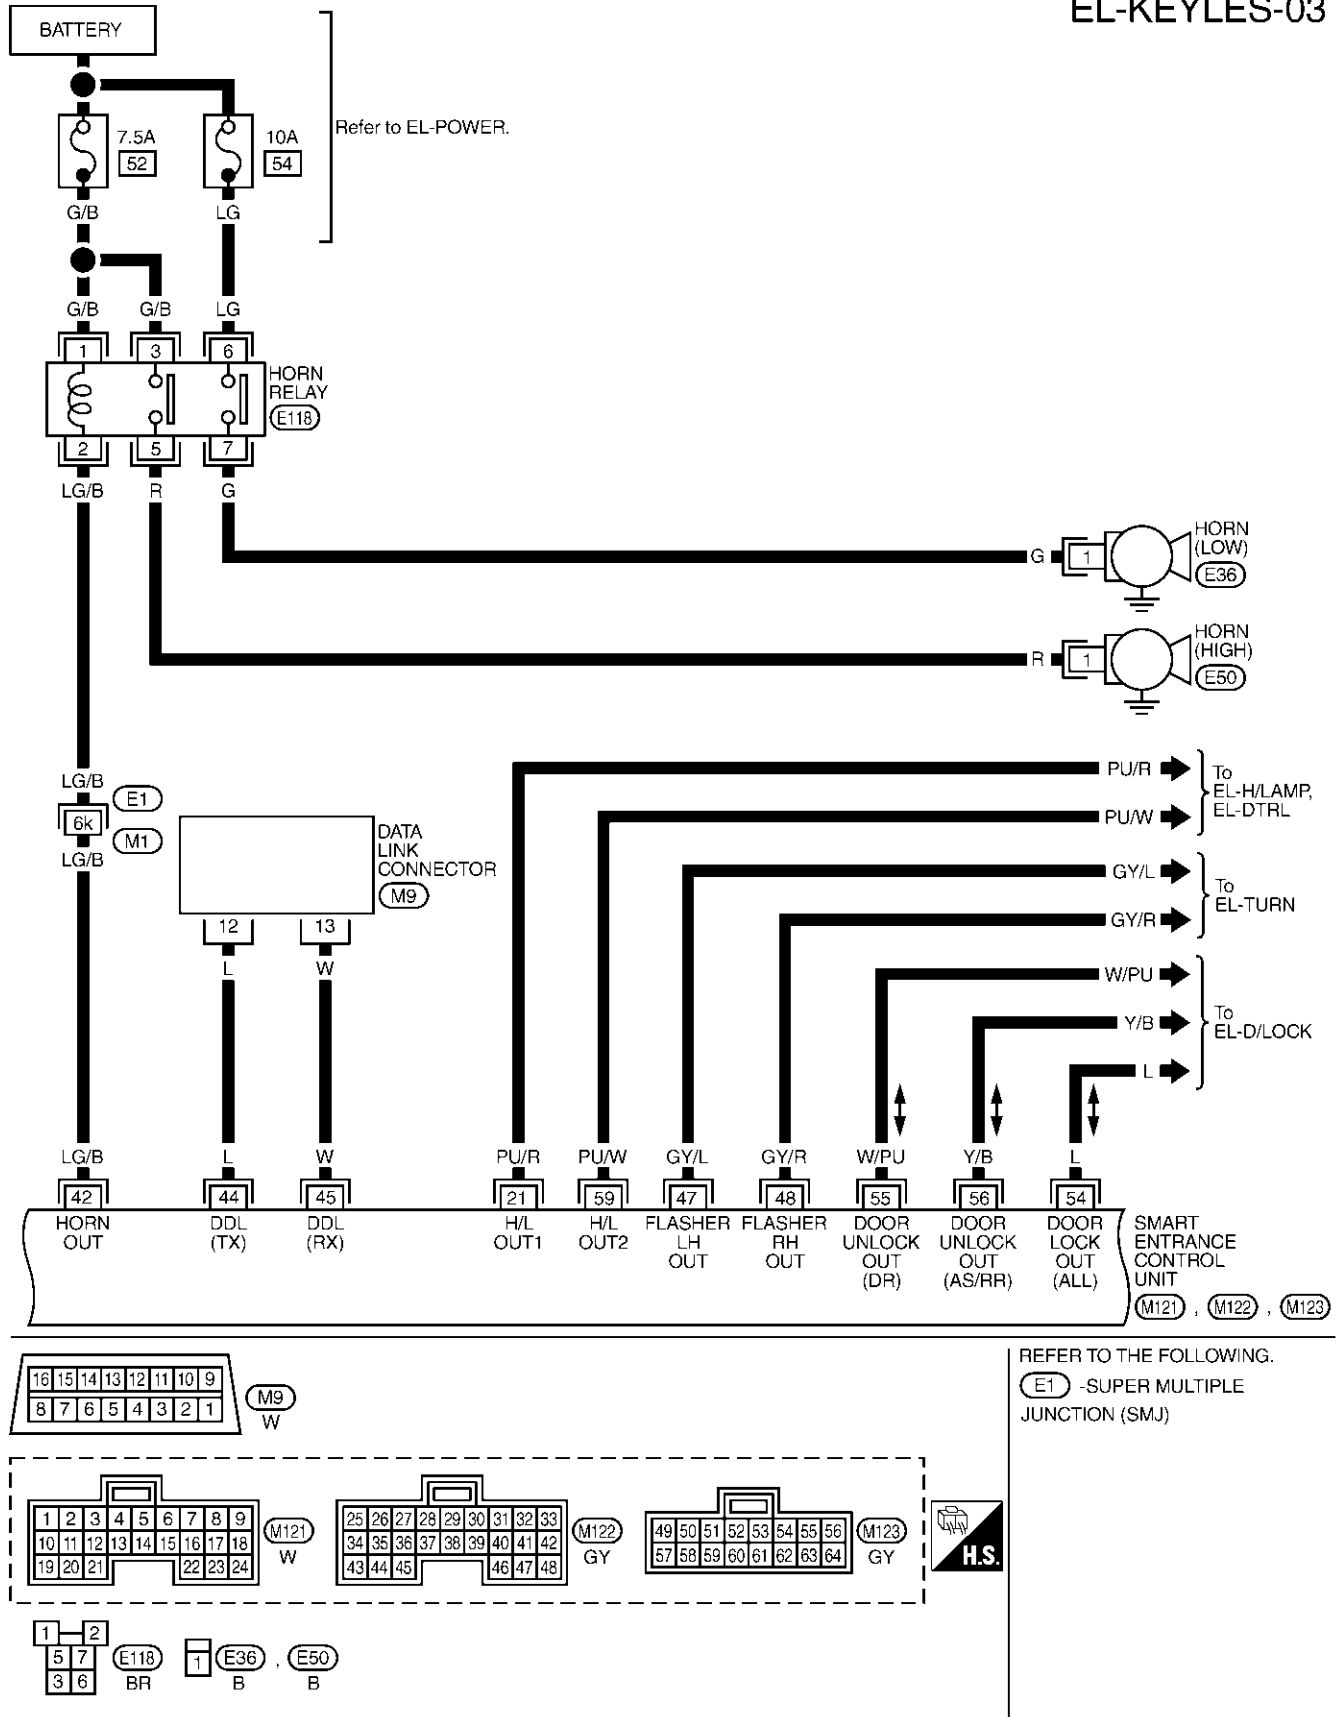 EL-KEYLES-03
BATTERY
7.5A
52
10A
54
Refer to EL-POWER.
G/B
LG
G/B
G/B
LG
1
3
6
HORN
RELAY
E118
2
5
7
LG/B
R
G
G
1
HORN
(LOW)
E36
R
1
HORN
(HIGH)
E50
LG/B
E1
6k
M1
LG/B
DATA
LINK
CONNECTOR
M9
12
13
L
W
PU/R
PU/W
To
EL-H/LAMP,
EL-DTRL
GY/L
GY/R
To
EL-TURN
W/PU
Y/B
L
To
EL-D/LOCK
LG/B
L
W
PU/R
PU/W
GY/L
GY/R
W/PU
Y/B
L
42
44
45
21
59
47
48
55
56
54
HORN
OUT
DDL
(TX)
DDL
(RX)
H/L
OUT1
H/L
OUT2
FLASHER
LH
OUT
FLASHER
RH
OUT
DOOR
UNLOCK
OUT
(DR)
DOOR
UNLOCK
OUT
(AS/RR)
DOOR
LOCK
OUT
(ALL)
SMART
ENTRANCE
CONTROL
UNIT
M121 , M122 , M123
16 15 14 13 12 11 10 9
8 7 6 5 4 3 2 1
M9
W
REFER TO THE FOLLOWING.
E1 -SUPER MULTIPLE
JUNCTION (SMJ)
1 2 3 4 5 6 7 8 9
10 11 12 13 14 15 16 17 18
19 20 21 22 23 24
M121
W
25 26 27 28 29 30 31 32 33
34 35 36 37 38 39 40 41 42
43 44 45 46 47 48
M122
GY
49 50 51 52 53 54 55 56
57 58 59 60 61 62 63 64
M123
GY
H.S.
1 2
5 7
3 6
E118
BR
1
E36 , E50
B B